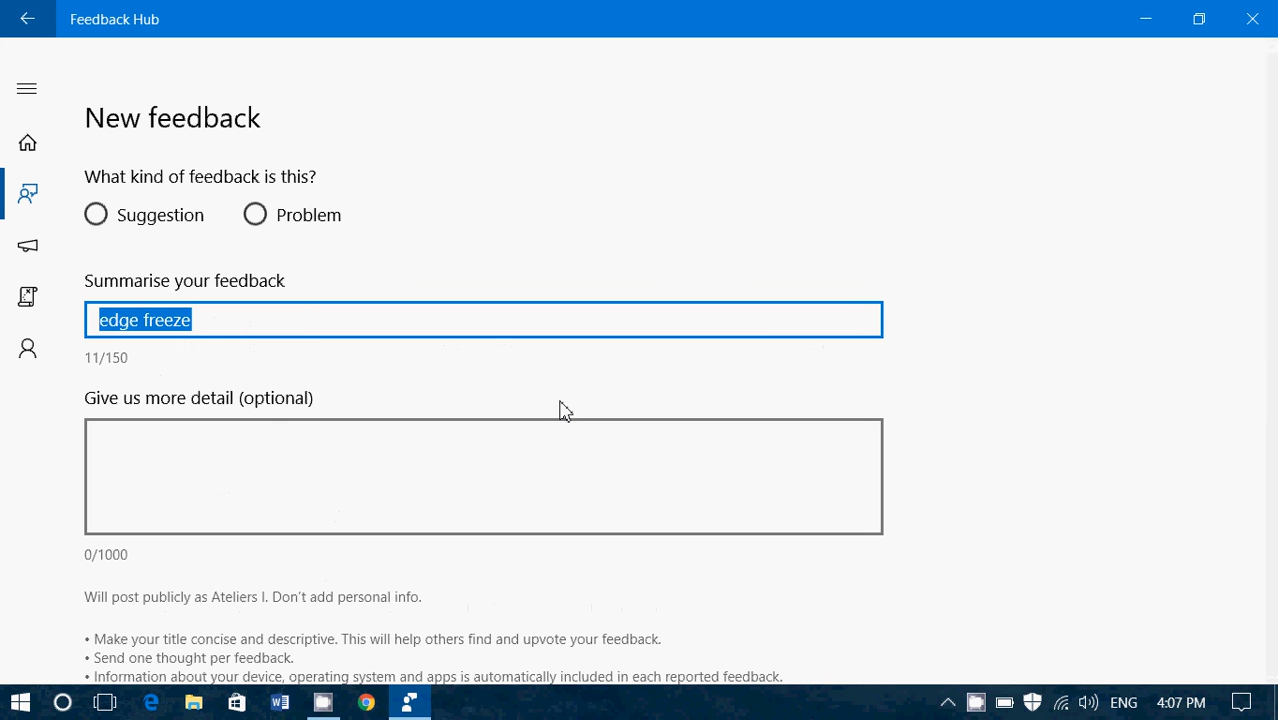 Feedback Hub
New feedback
What kind of feedback is this?
Suggestion Problem
Summarise your feedback
edge freeze
11/150
Give us more detail (optional)
0/1000
Will post publicly as Ateliers I. Don't add personal info.
• Make your title concise and descriptive. This will help others find and upvote your feedback.
• Send one thought per feedback.
• Information about your device, operating system and apps is automatically included in each reported feedback.
ENG 4:07 PM